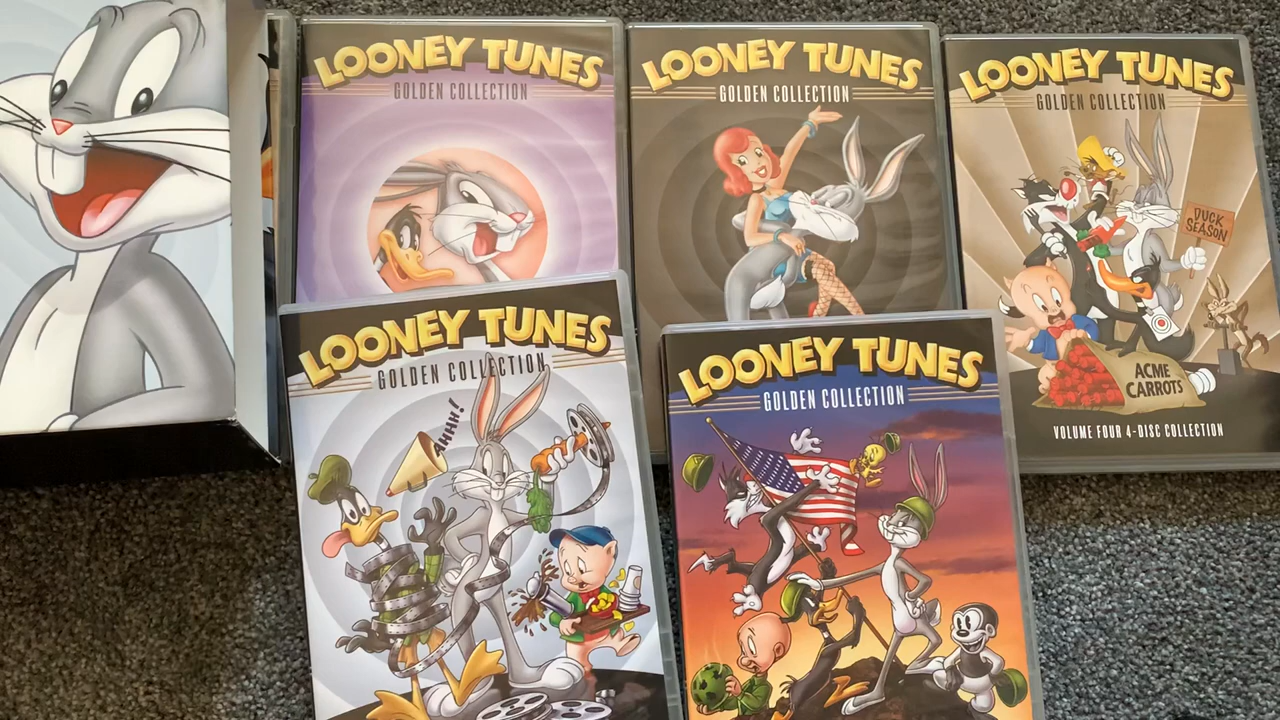 LOONEY TUNES
GOLDEN COLLECTION
LOONEY TUNES
GOLDEN COLLECTION
LOONEY TUNES
GOLDEN COLLECTION
DUCK
SEASON
ACME
CARROTS
VOLUME FOUR 4-DISC COLLECTION
LOONEY TUNES
GOLDEN COLLECTION
AHHH!
LOONEY TUNES
GOLDEN COLLECTION